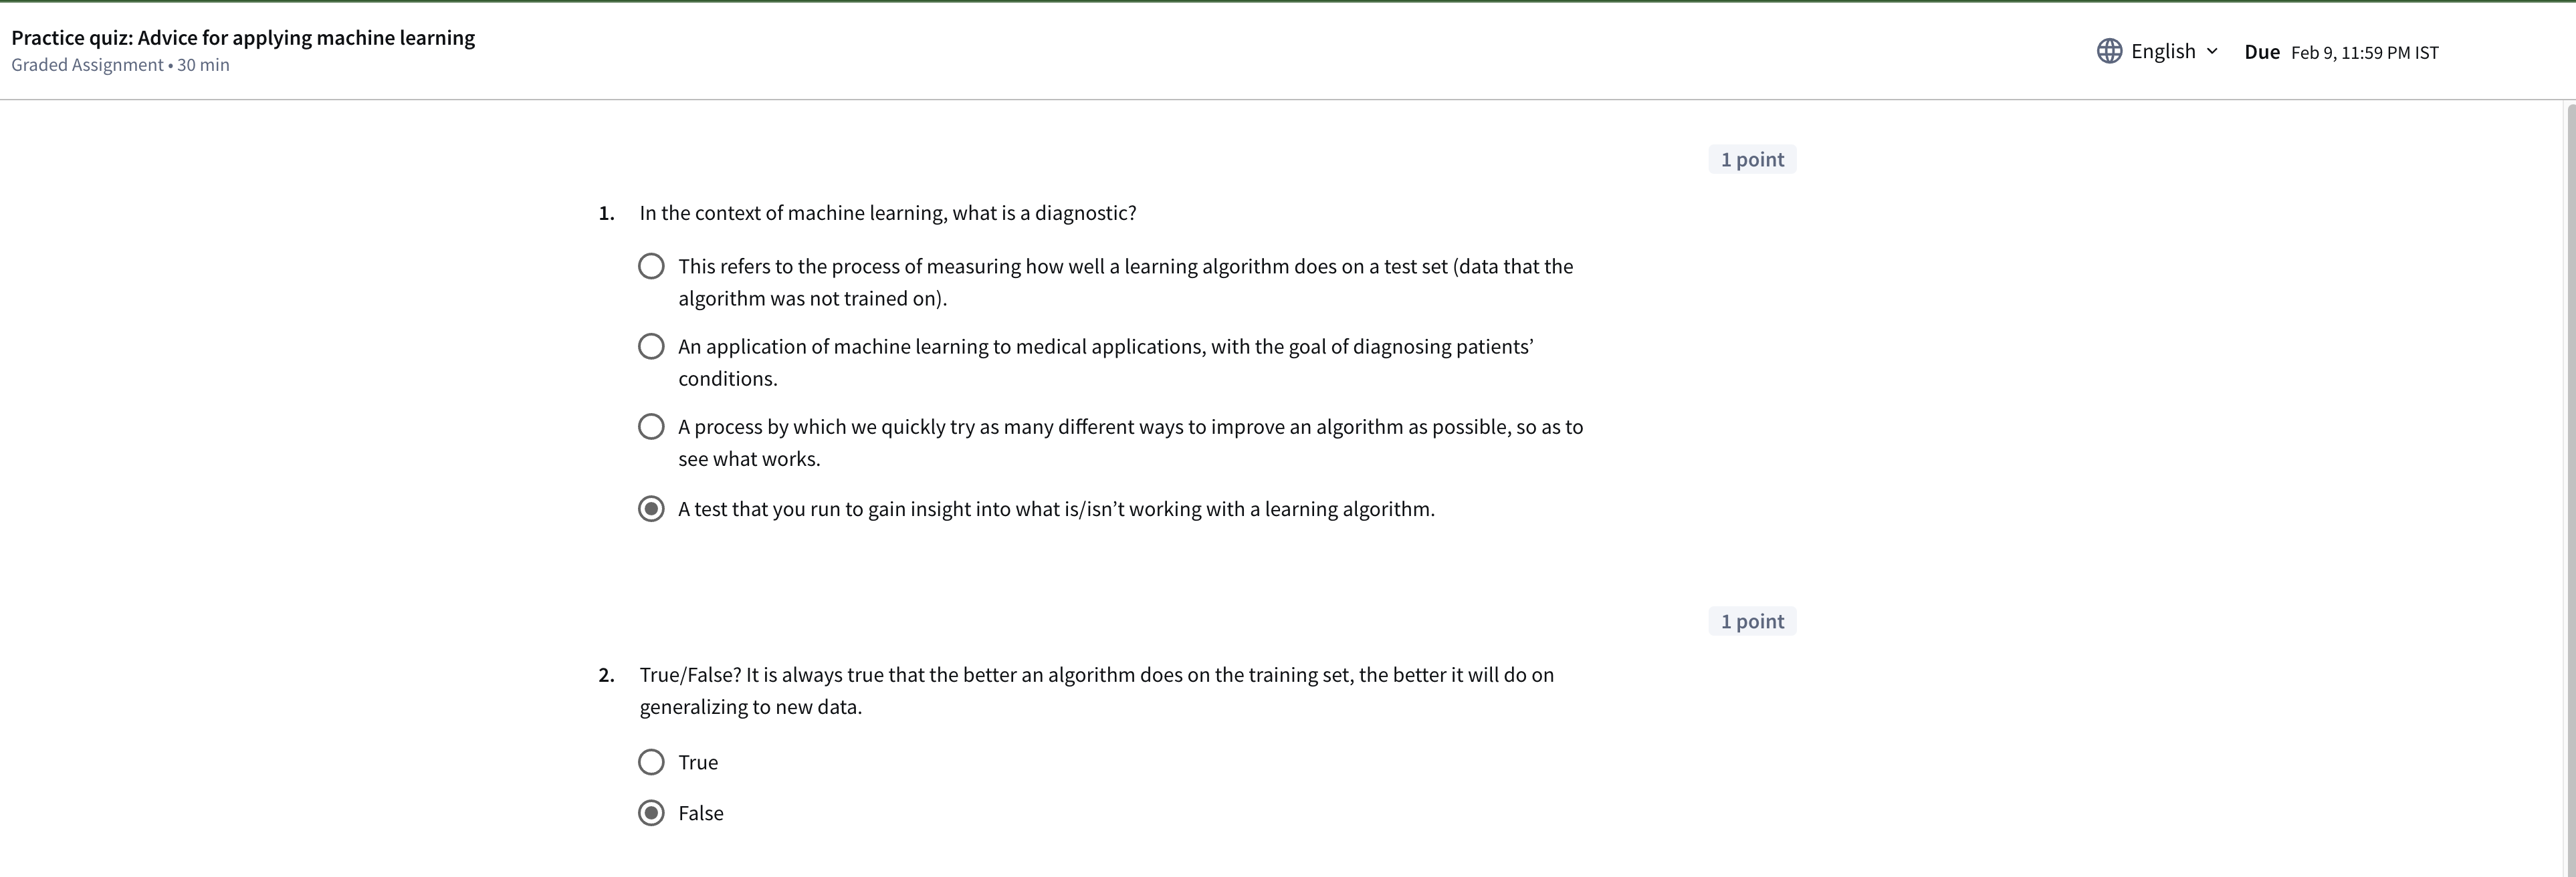 Practice quiz: Advice for applying machine learning
Graded Assignment • 30 min
English
Due Feb 9, 11:59 PM IST
1 point
1. In the context of machine learning, what is a diagnostic?
This refers to the process of measuring how well a learning algorithm does on a test set (data that the
algorithm was not trained on).
An application of machine learning to medical applications, with the goal of diagnosing patients’
conditions.
A process by which we quickly try as many different ways to improve an algorithm as possible, so as to
see what works.
A test that you run to gain insight into what is/isn’t working with a learning algorithm.
1 point
2. True/False? It is always true that the better an algorithm does on the training set, the better it will do on
generalizing to new data.
True
False